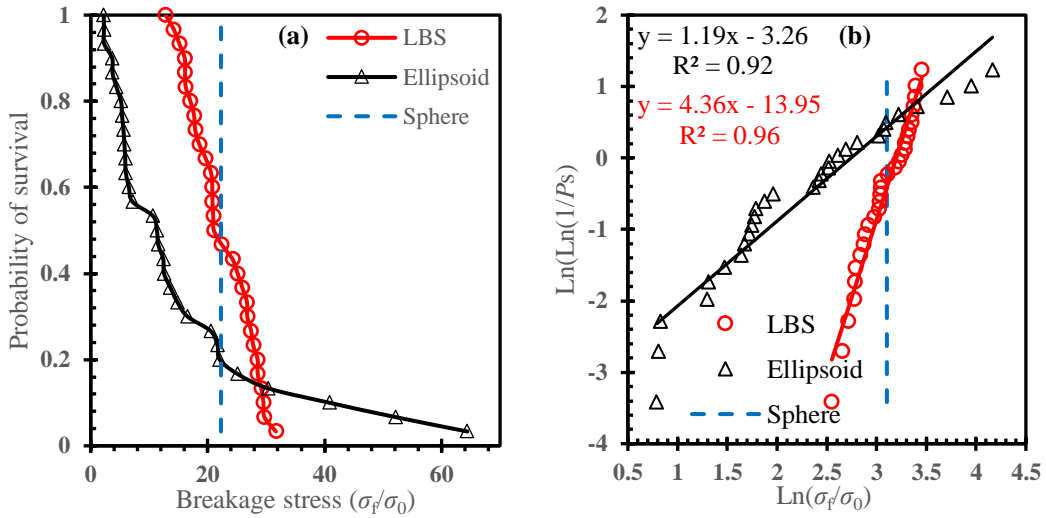 (a)
LBS
Ellipsoid
Sphere
Probability of survival
1
0.8
0.6
0.4
0.2
0
0
20
40
60
Breakage stress (σf/σ0)
y = 1.19x - 3.26
R² = 0.92
(b)
y = 4.36x - 13.95
R² = 0.96
LBS
Ellipsoid
Sphere
Ln(Ln(1/Ps)
2
1
0
-1
-2
-3
-4
0.5
1
1.5
2
2.5
3
3.5
4
4.5
Ln(σf/σ0)